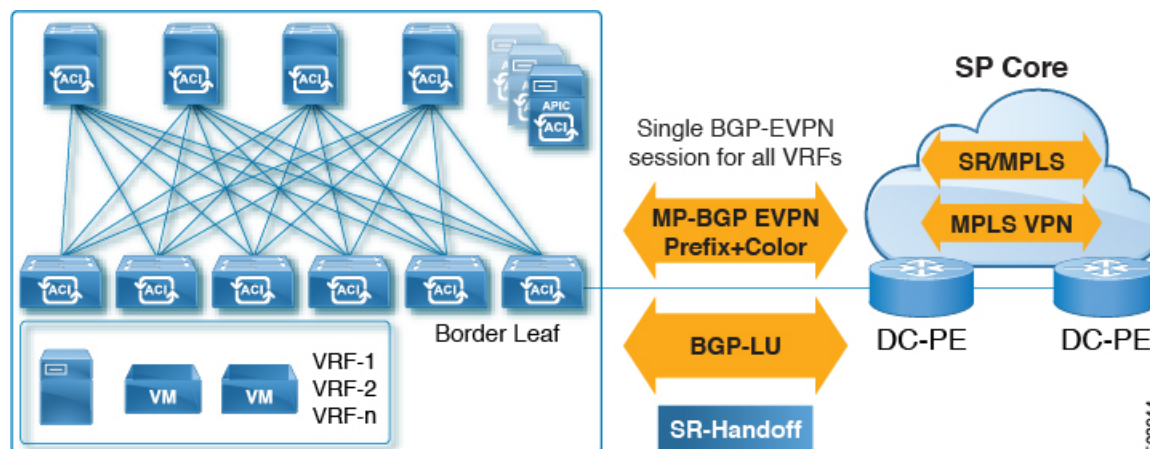 ACI
ACI
ACI
ACI
ACI
ACI
APIC
ACI
ACI
ACI
ACI
ACI
ACI
ACI
Border Leaf
VM
VM
VRF-1
VRF-2
VRF-n
Single BGP-EVPN
session for all VRFs
MP-BGP EVPN
Prefix+Color
BGP-LU
SR-Handoff
SP Core
SR/MPLS
MPLS VPN
DC-PE
DC-PE